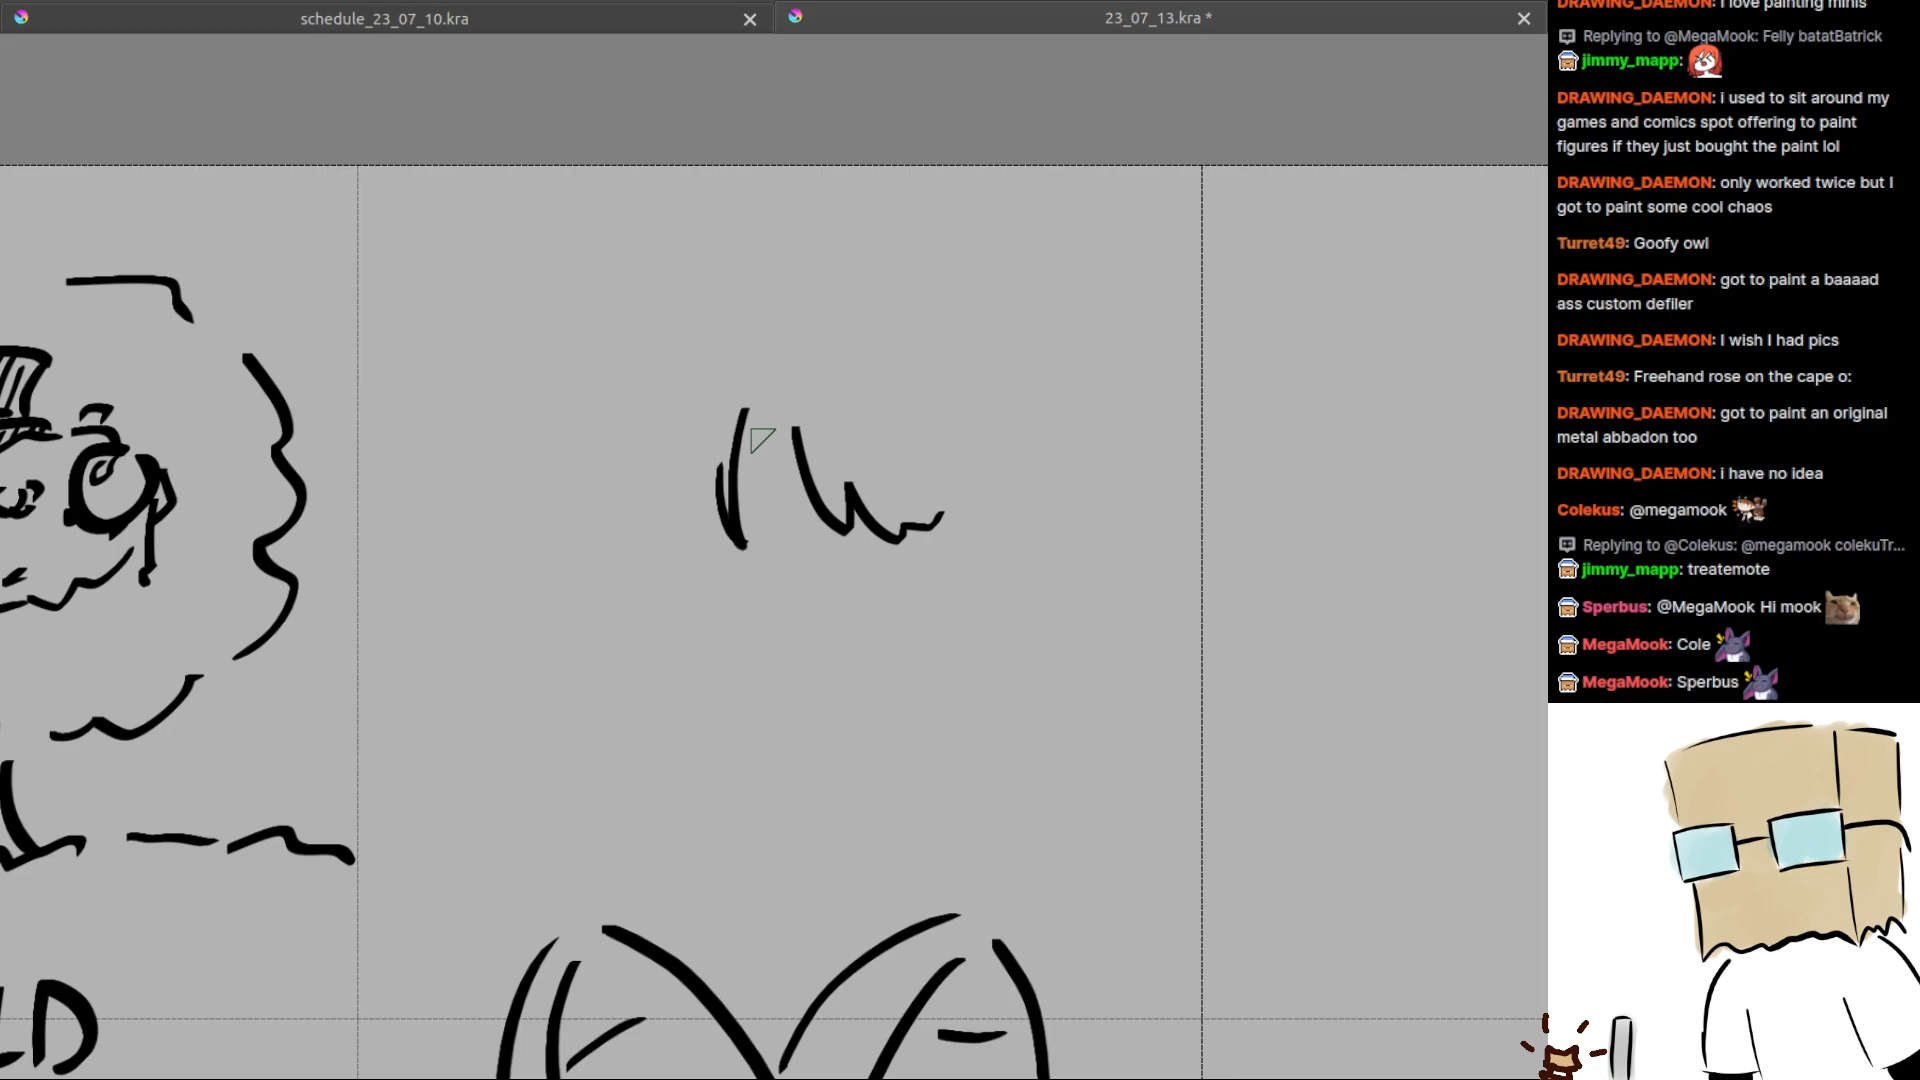 schedule_23_07_10.kra
23_07_13.kra *
DRAWING_DAEMON: i love painting minis
Replying to @MegaMook: Felly batatBatrick
jimmy_mapp:
DRAWING_DAEMON: i used to sit around my
games and comics spot offering to paint
figures if they just bought the paint lol
DRAWING_DAEMON: only worked twice but I
got to paint some cool chaos
Turret49: Goofy owl
DRAWING_DAEMON: got to paint a baaaad
ass custom defiler
DRAWING_DAEMON: I wish I had pics
Turret49: Freehand rose on the cape o:
DRAWING_DAEMON: got to paint an original
metal abbadon too
DRAWING_DAEMON: i have no idea
Colekus: @megamook
Replying to @Colekus: @megamook colekuTr...
jimmy_mapp: treatemote
Sperbus: @MegaMook Hi mook
MegaMook: Cole
MegaMook: Sperbus